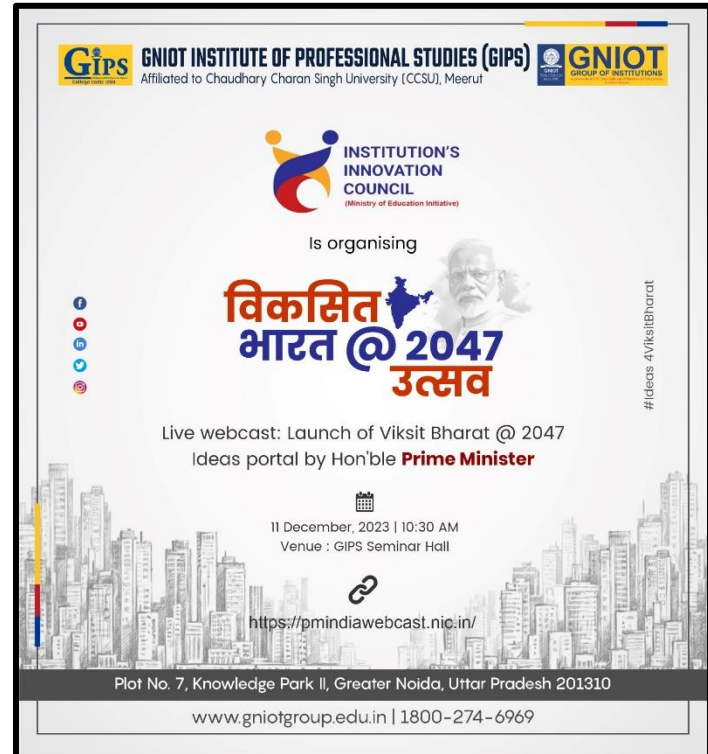 GIPS
College Code: 1104
GNIOT INSTITUTE OF PROFESSIONAL STUDIES (GIPS)
Affiliated to Chaudhary Charan Singh University (CCSU), Meerut
GNIOT
GROUP OF INSTITUTIONS
INSTITUTION'S
INNOVATION
COUNCIL
(Ministry of Education Initiative)
Is organising
विकसित
भारत @ 2047
उत्सव
#Ideas 4ViksitBharat
Live webcast: Launch of Viksit Bharat @ 2047
Ideas portal by Hon'ble Prime Minister
11 December, 2023 | 10:30 AM
Venue : GIPS Seminar Hall
https://pmindiawebcast.nic.in/
Plot No. 7, Knowledge Park II, Greater Noida, Uttar Pradesh 201310
www.gniotgroup.edu.in | 1800-274-6969